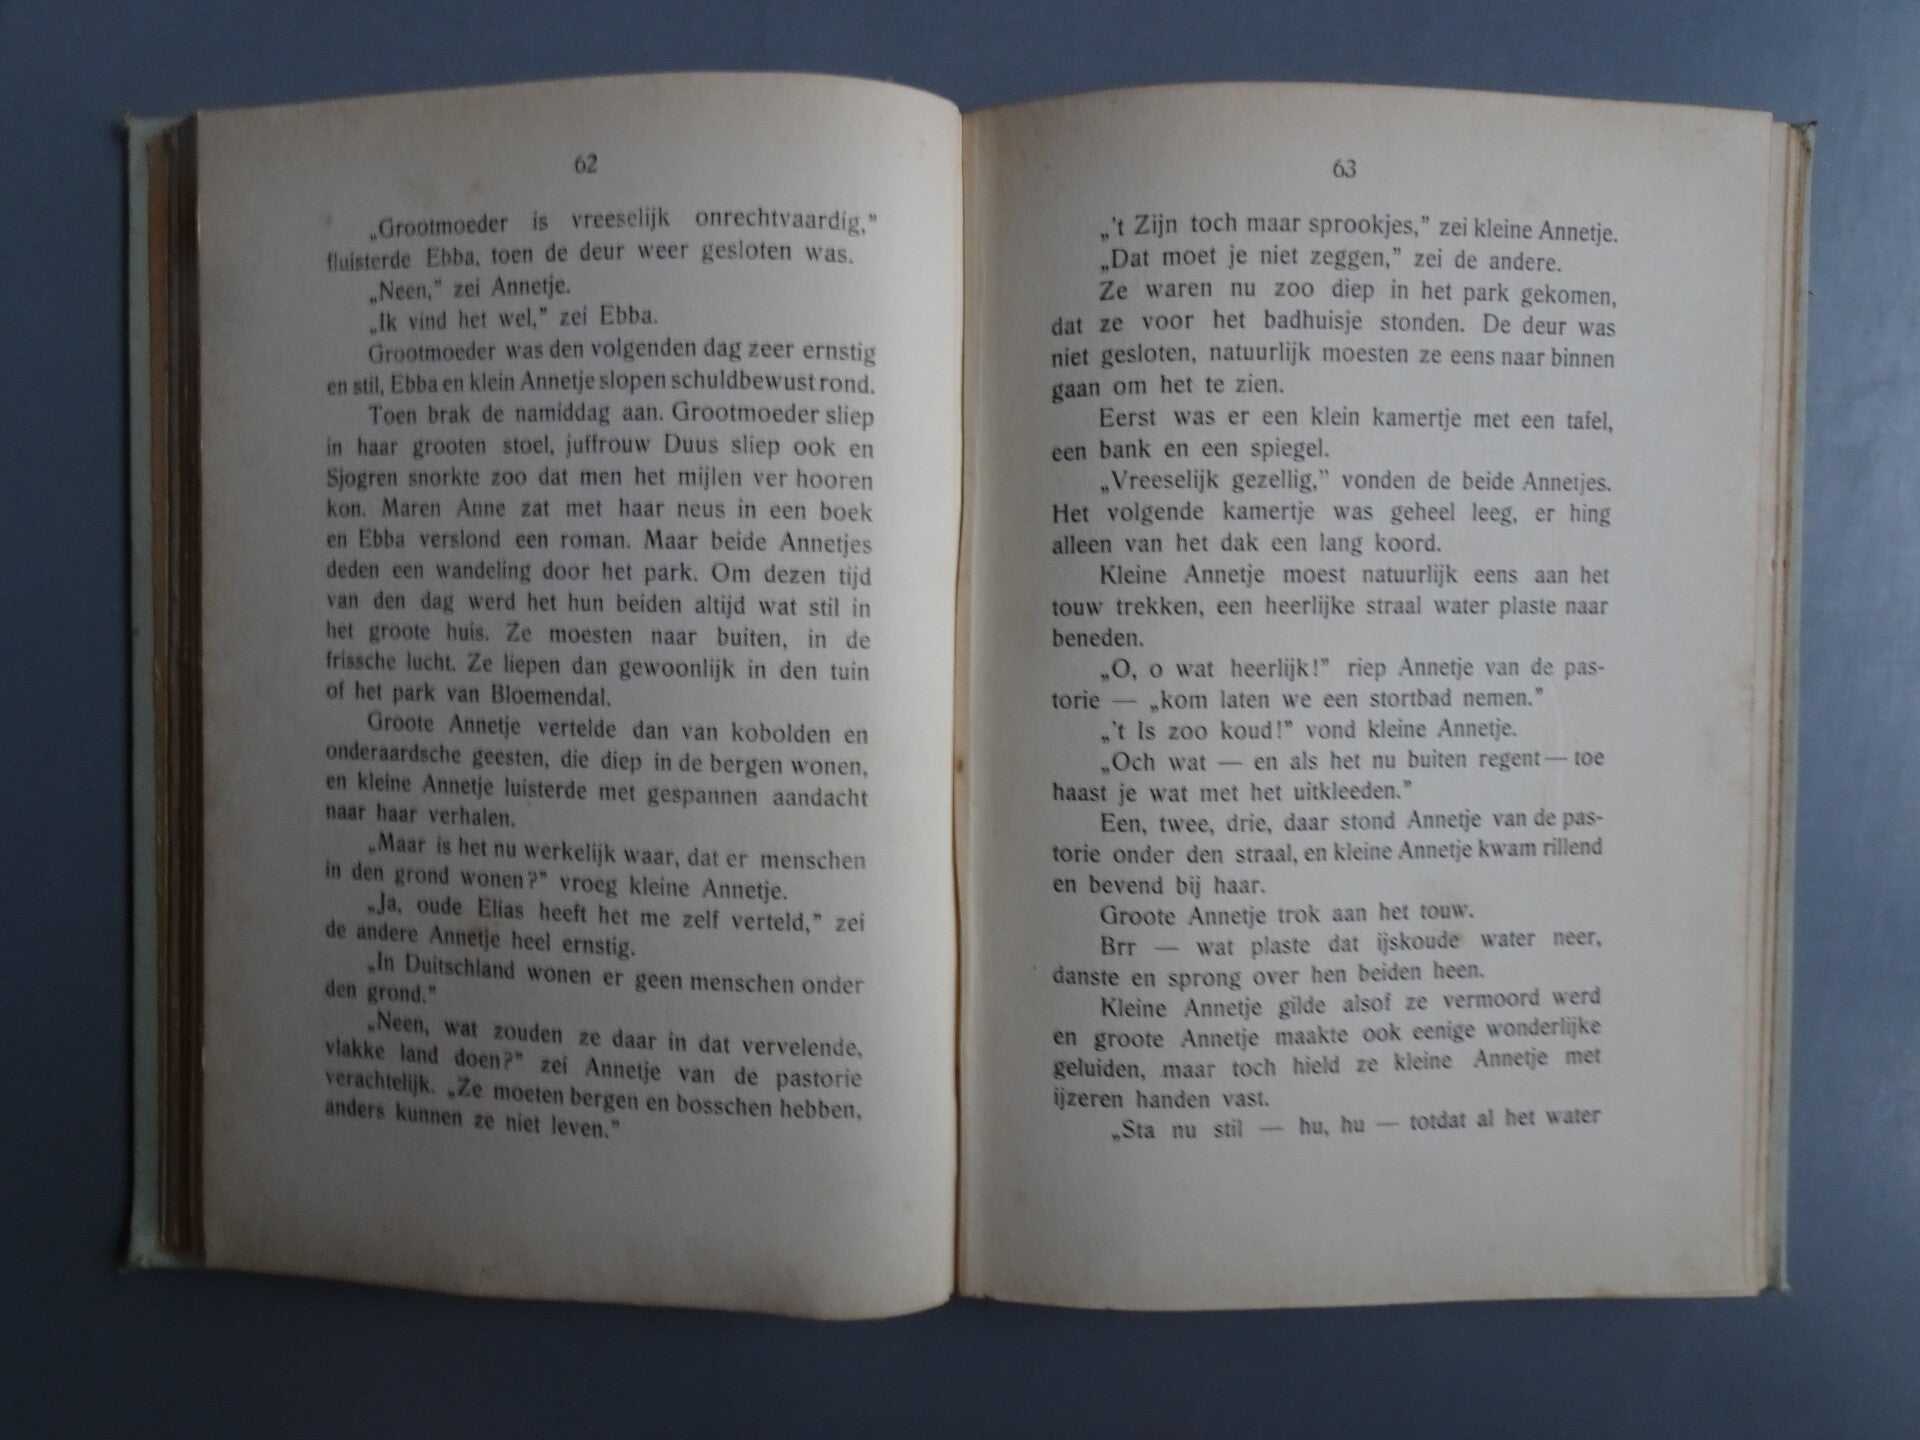 62
„Grootmoeder is vreeselijk onrechtvaardig,”
fluisterde Ebba, toen de deur weer gesloten was.
„Neen,” zei Annetje.
„Ik vind het wel,” zei Ebba.
Grootmoeder was den volgenden dag zeer ernstig
en stil, Ebba en klein Annetje slopen schuldbewust rond.
Toen brak de namiddag aan. Grootmoeder sliep
in haar grooten stoel, juffrouw Duus sliep ook en
Sjogren snorkte zoo dat men het mijlen ver hooren
kon. Maren Anne zat met haar neus in een boek
en Ebba verslond een roman. Maar beide Annetjes
deden een wandeling door het park. Om dezen tijd
van den dag werd het hun beiden altijd wat stil in
het groote huis. Ze moesten naar buiten, in de
frissche lucht. Ze liepen dan gewoonlijk in den tuin
of het park van Bloemendal.
Groote Annetje vertelde dan van kobolden en
onderaardsche geesten, die diep in de bergen wonen,
en kleine Annetje luisterde met gespannen aandacht
naar haar verhalen.
„Maar is het nu werkelijk waar, dat er menschen
in den grond wonen?” vroeg kleine Annetje.
„Ja, oude Elias heeft het me zelf verteld,” zei
de andere Annetje heel ernstig.
„In Duitschland wonen er geen menschen onder
den grond.”
„Neen, wat zouden ze daar in dat vervelende,
vlakke land doen?” zei Annetje van de pastorie
verachtelijk. „Ze moeten bergen en bosschen hebben,
anders kunnen ze niet leven.”
63
„'t Zijn toch maar sprookjes,” zei kleine Annetje.
„Dat moet je niet zeggen,” zei de andere.
Ze waren nu zoo diep in het park gekomen,
dat ze voor het badhuisje stonden. De deur was
niet gesloten, natuurlijk moesten ze eens naar binnen
gaan om het te zien.
Eerst was er een klein kamertje met een tafel,
een bank en een spiegel.
„Vreeselijk gezellig,” vonden de beide Annetjes.
Het volgende kamertje was geheel leeg, er hing
alleen van het dak een lang koord.
Kleine Annetje moest natuurlijk eens aan het
touw trekken, een heerlijke straal water plaste naar
beneden.
„O, o wat heerlijk!” riep Annetje van de pas-
torie — „kom laten we een stortbad nemen.”
„'t Is zoo koud!” vond kleine Annetje.
„Och wat — en als het nu buiten regent — toe
haast je wat met het uitkleeden.”
Een, twee, drie, daar stond Annetje van de pas-
torie onder den straal, en kleine Annetje kwam rillend
en bevend bij haar.
Groote Annetje trok aan het touw.
Brr — wat plaste dat ijskoude water neer,
danste en sprong over hen beiden heen.
Kleine Annetje gilde alsof ze vermoord werd
en groote Annetje maakte ook eenige wonderlijke
geluiden, maar toch hield ze kleine Annetje met
ijzeren handen vast.
„Sta nu stil — hu, hu — totdat al het water